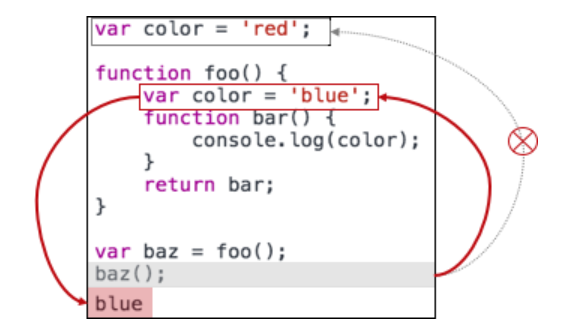 var color = 'red';
function foo() {
var color = 'blue';
function bar() {
console.log(color);
}
return bar;
}
var baz = foo();
baz();
blue